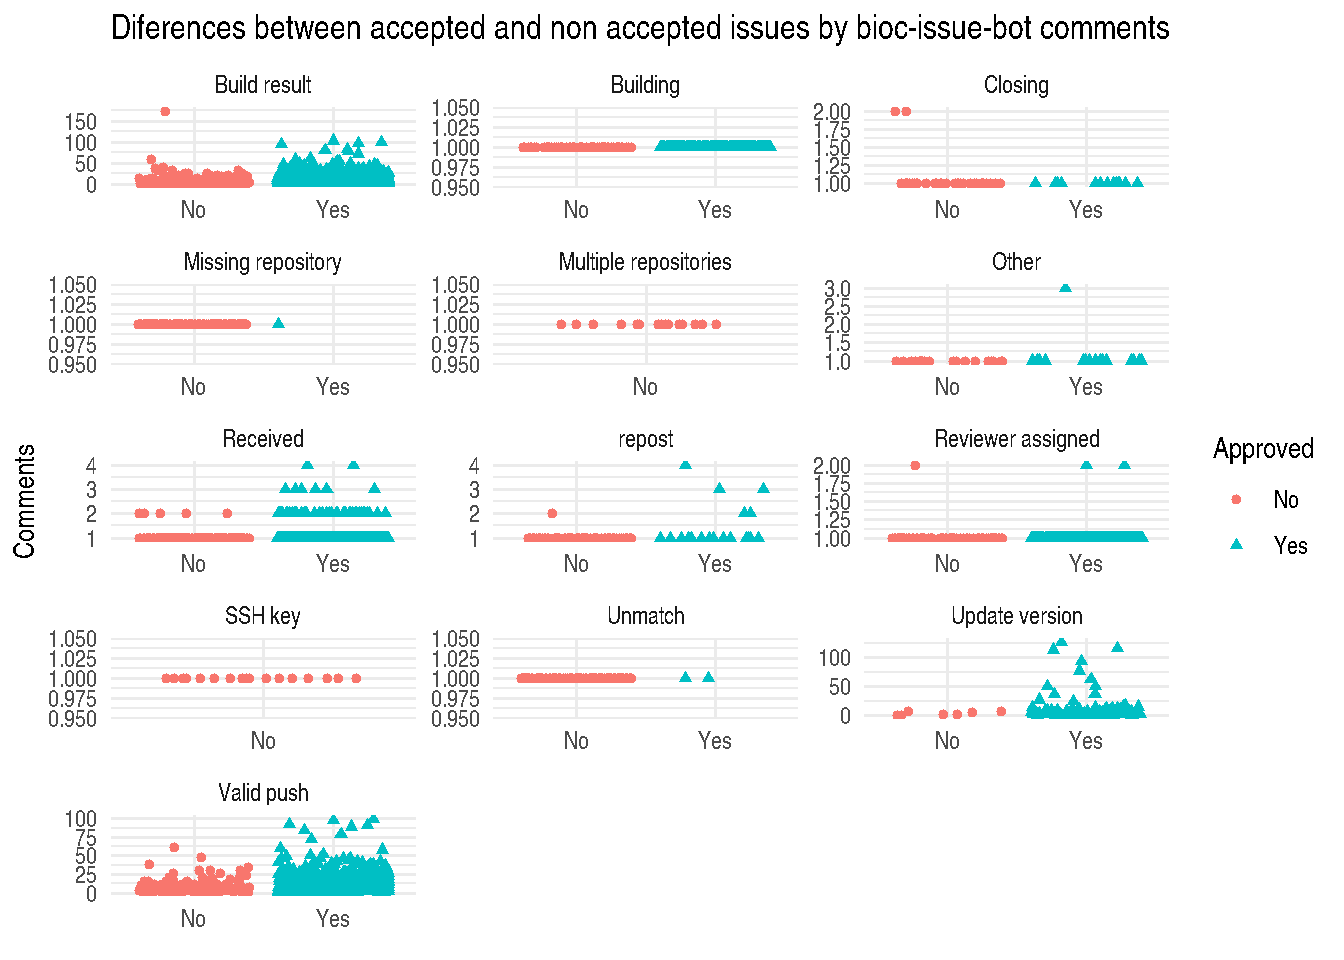 Diferences between accepted and non accepted issues by bioc-issue-bot comments
Build result
Building
Closing
150
100
50
0
No
Yes
1.050
1.025
1.000
0.975
0.950
No
Yes
2.00
1.75
1.50
1.25
1.00
No
Yes
Missing repository
Multiple repositories
Other
1.050
1.025
1.000
0.975
0.950
No
Yes
1.050
1.025
1.000
0.975
0.950
No
3.0
2.5
2.0
1.5
1.0
No
Yes
Received
repost
Reviewer assigned
4
3
2
1
No
Yes
4
3
2
1
No
Yes
2.00
1.75
1.50
1.25
1.00
No
Yes
SSH key
Unmatch
Update version
1.050
1.025
1.000
0.975
0.950
No
1.050
1.025
1.000
0.975
0.950
No
Yes
100
50
0
No
Yes
Valid push
100
75
50
25
0
No
Yes
Comments
Approved
No
Yes